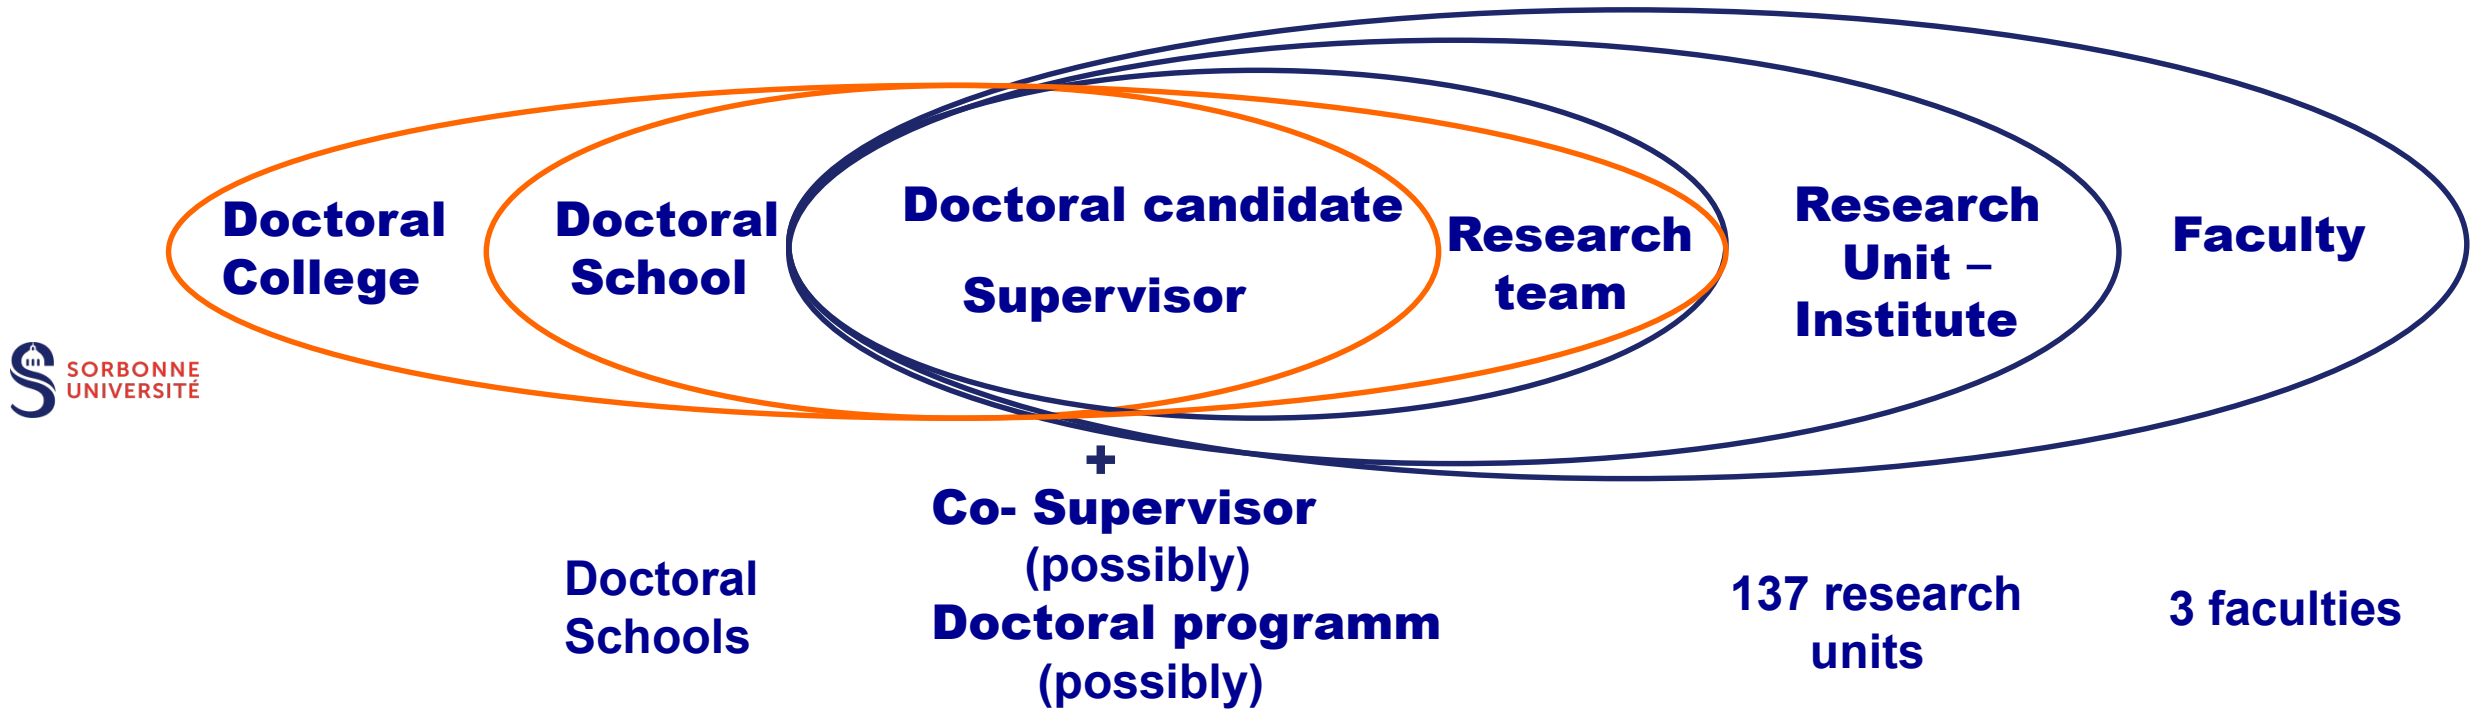 Doctoral
College
Doctoral
School
Doctoral candidate
Supervisor
Research
team
Research
Unit –
Institute
Faculty
SORBONNE
UNIVERSITÉ
+
Co- Supervisor
(possibly)
Doctoral programm
(possibly)
Doctoral
Schools
137 research
units
3 faculties